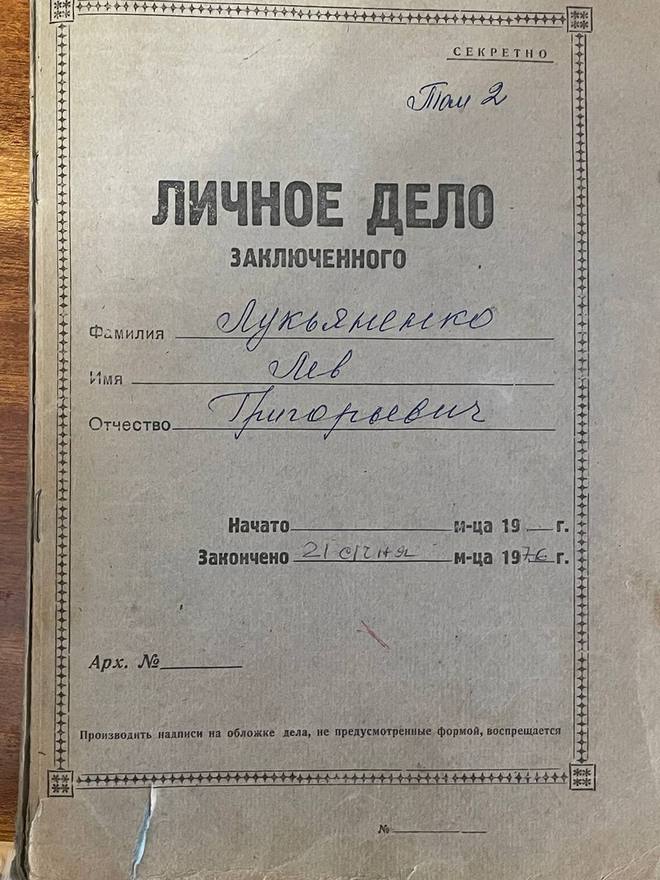 СЕКРЕТНО
Том 2
ЛИЧНОЕ ДЕЛО
ЗАКЛЮЧЕННОГО
Фамилия Лукьяненко
Имя Лев
Отчество Григорьевич
Начато м-ца 19 г.
Закончено 21 січня м-ца 1976 г.
Арх. №
Производить надписи на обложке дела, не предусмотренные формой, воспрещается
№